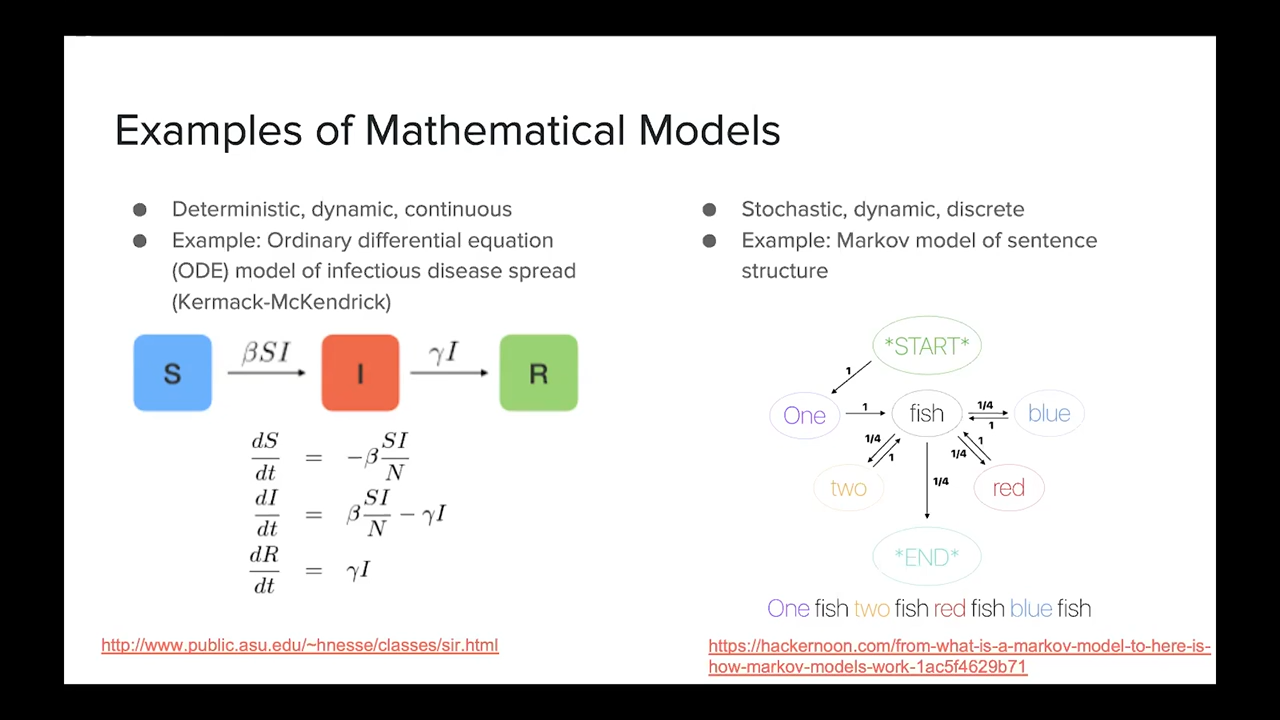 Examples of Mathematical Models
● Deterministic, dynamic, continuous
● Example: Ordinary differential equation
(ODE) model of infectious disease spread
(Kermack-McKendrick)
S βSI I γI R
dS/dt = −β SI/N
dI/dt = β SI/N − γI
dR/dt = γI
http://www.public.asu.edu/~hnesse/classes/sir.html
● Stochastic, dynamic, discrete
● Example: Markov model of sentence
structure
*START*
1
One 1 fish 1/4 1 blue
1/4 1 1/4 1
two 1/4 red
*END*
One fish two fish red fish blue fish
https://hackernoon.com/from-what-is-a-markov-model-to-here-is-
how-markov-models-work-1ac5f4629b71